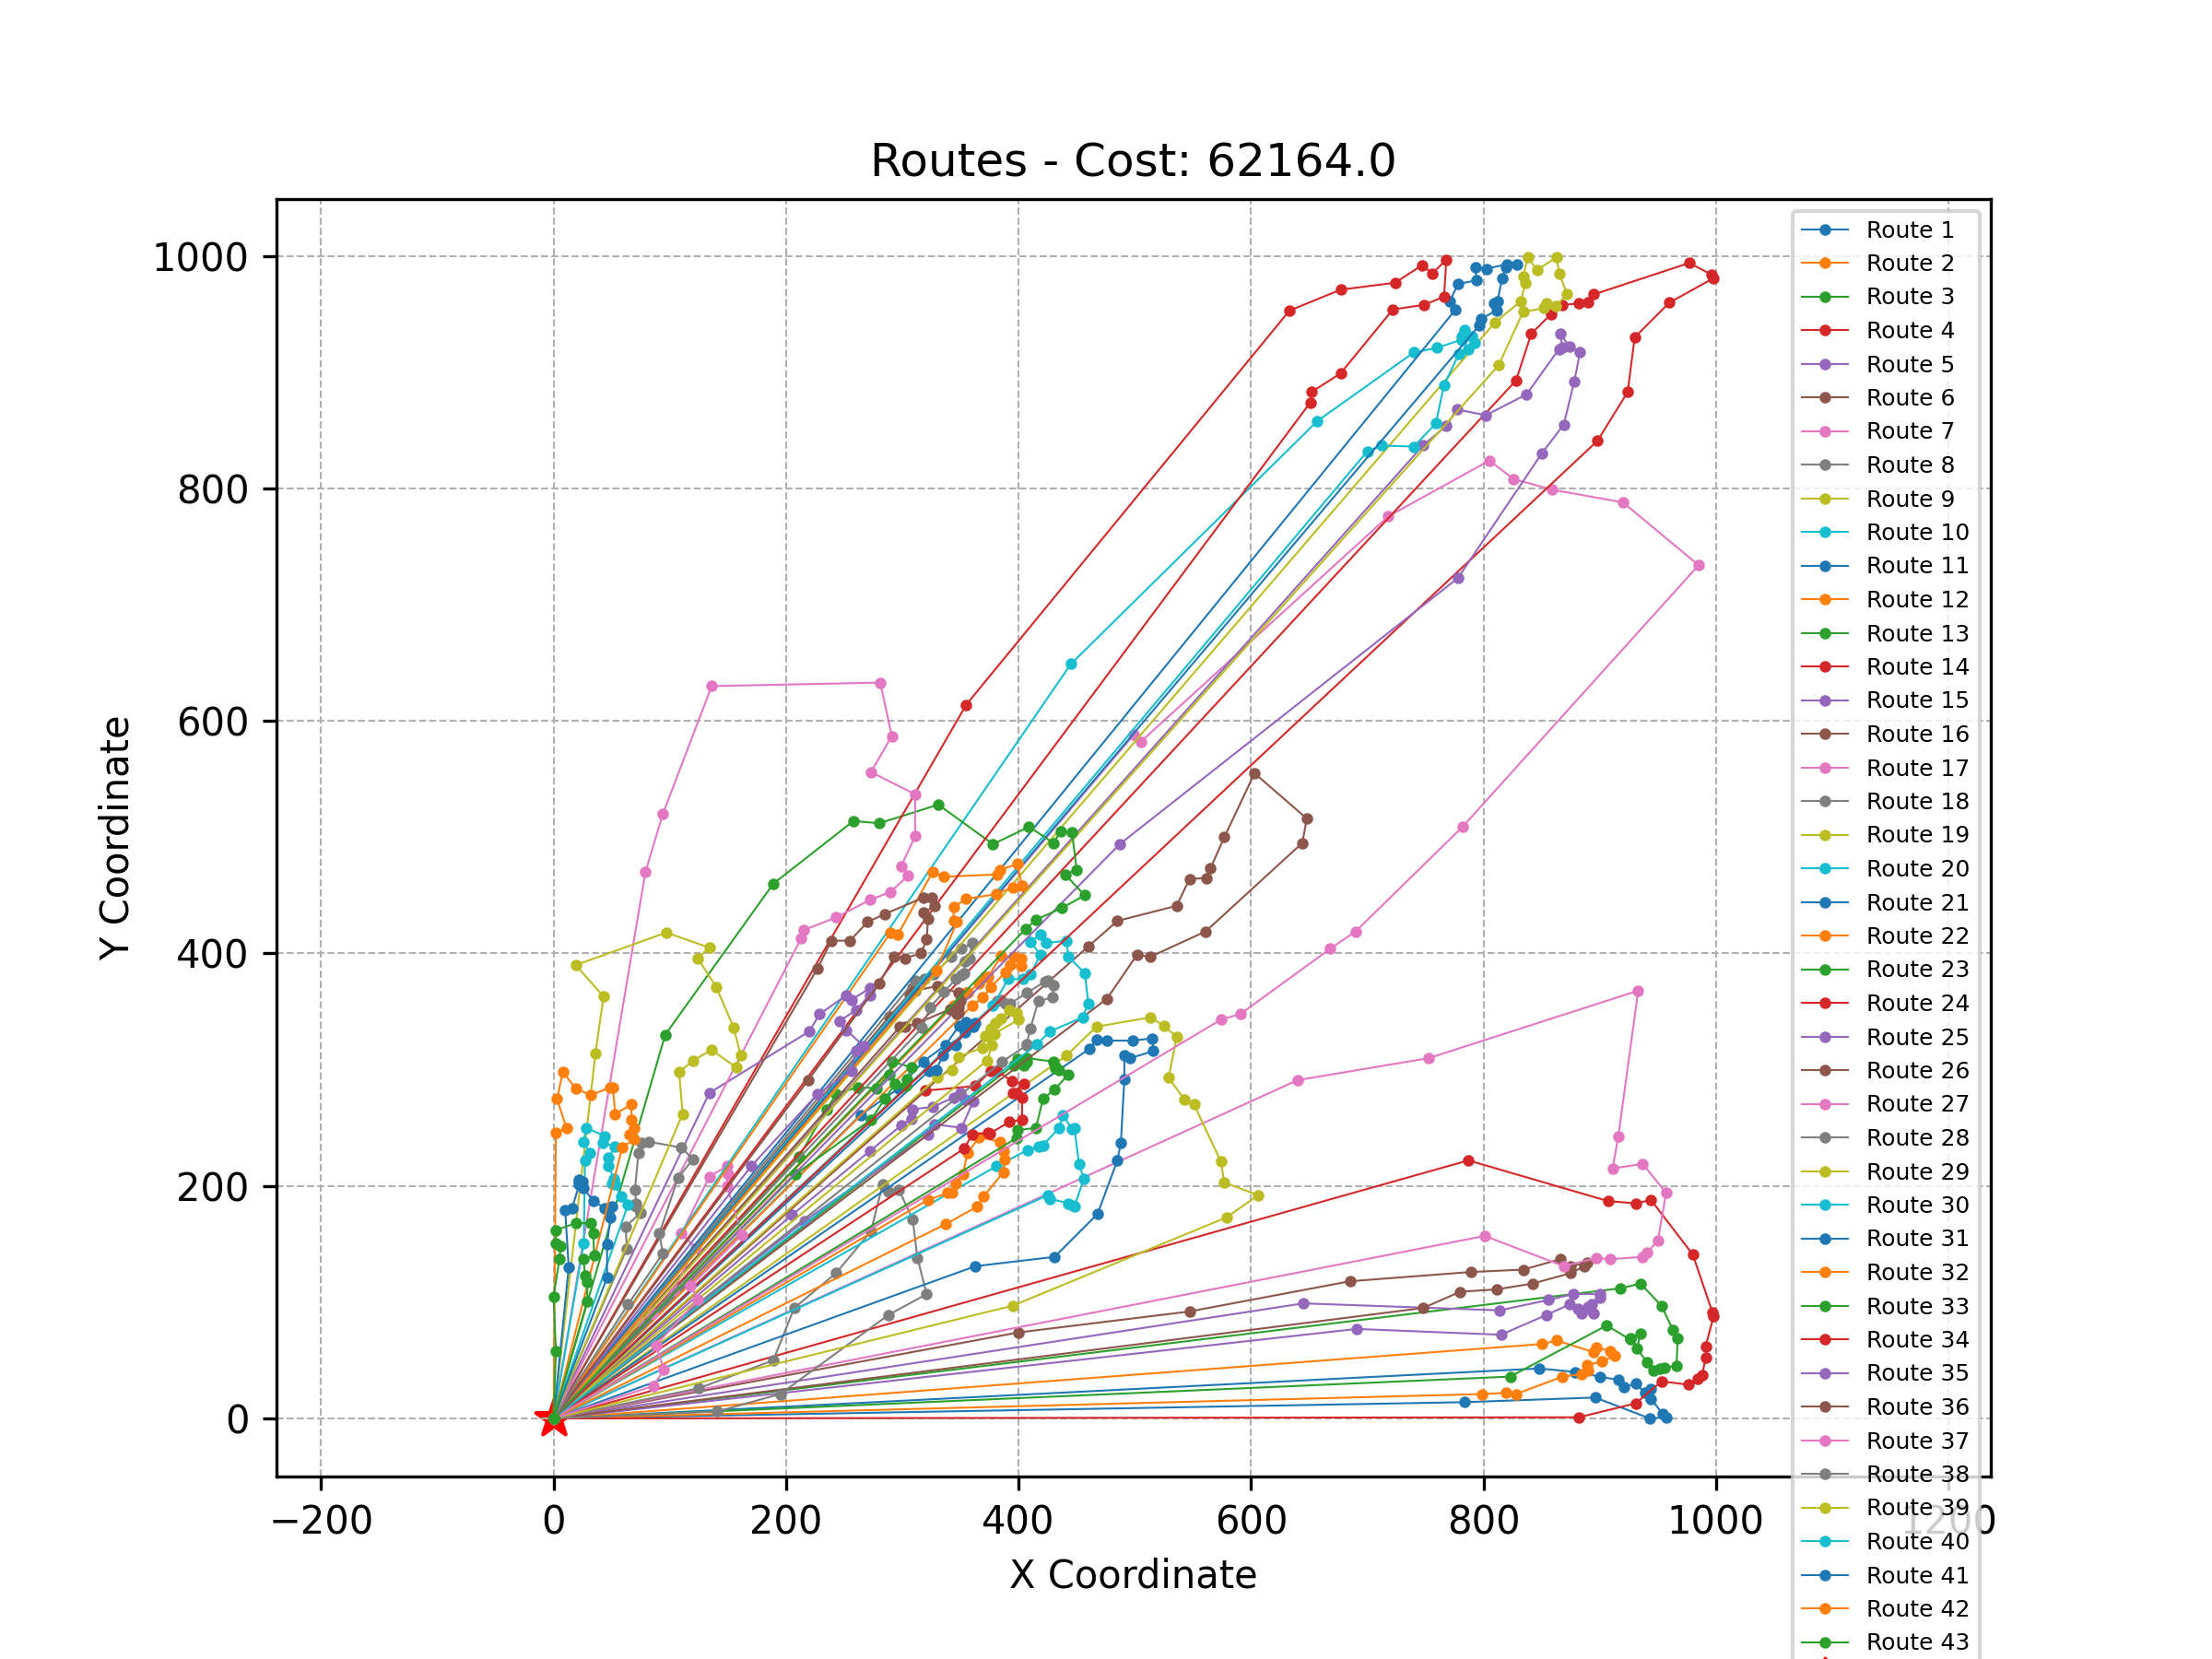 Routes - Cost: 62164.0
1000
800
600
400
200
0
Y Coordinate
−200
0
200
400
600
800
1000
1200
X Coordinate
Route 1
Route 2
Route 3
Route 4
Route 5
Route 6
Route 7
Route 8
Route 9
Route 10
Route 11
Route 12
Route 13
Route 14
Route 15
Route 16
Route 17
Route 18
Route 19
Route 20
Route 21
Route 22
Route 23
Route 24
Route 25
Route 26
Route 27
Route 28
Route 29
Route 30
Route 31
Route 32
Route 33
Route 34
Route 35
Route 36
Route 37
Route 38
Route 39
Route 40
Route 41
Route 42
Route 43